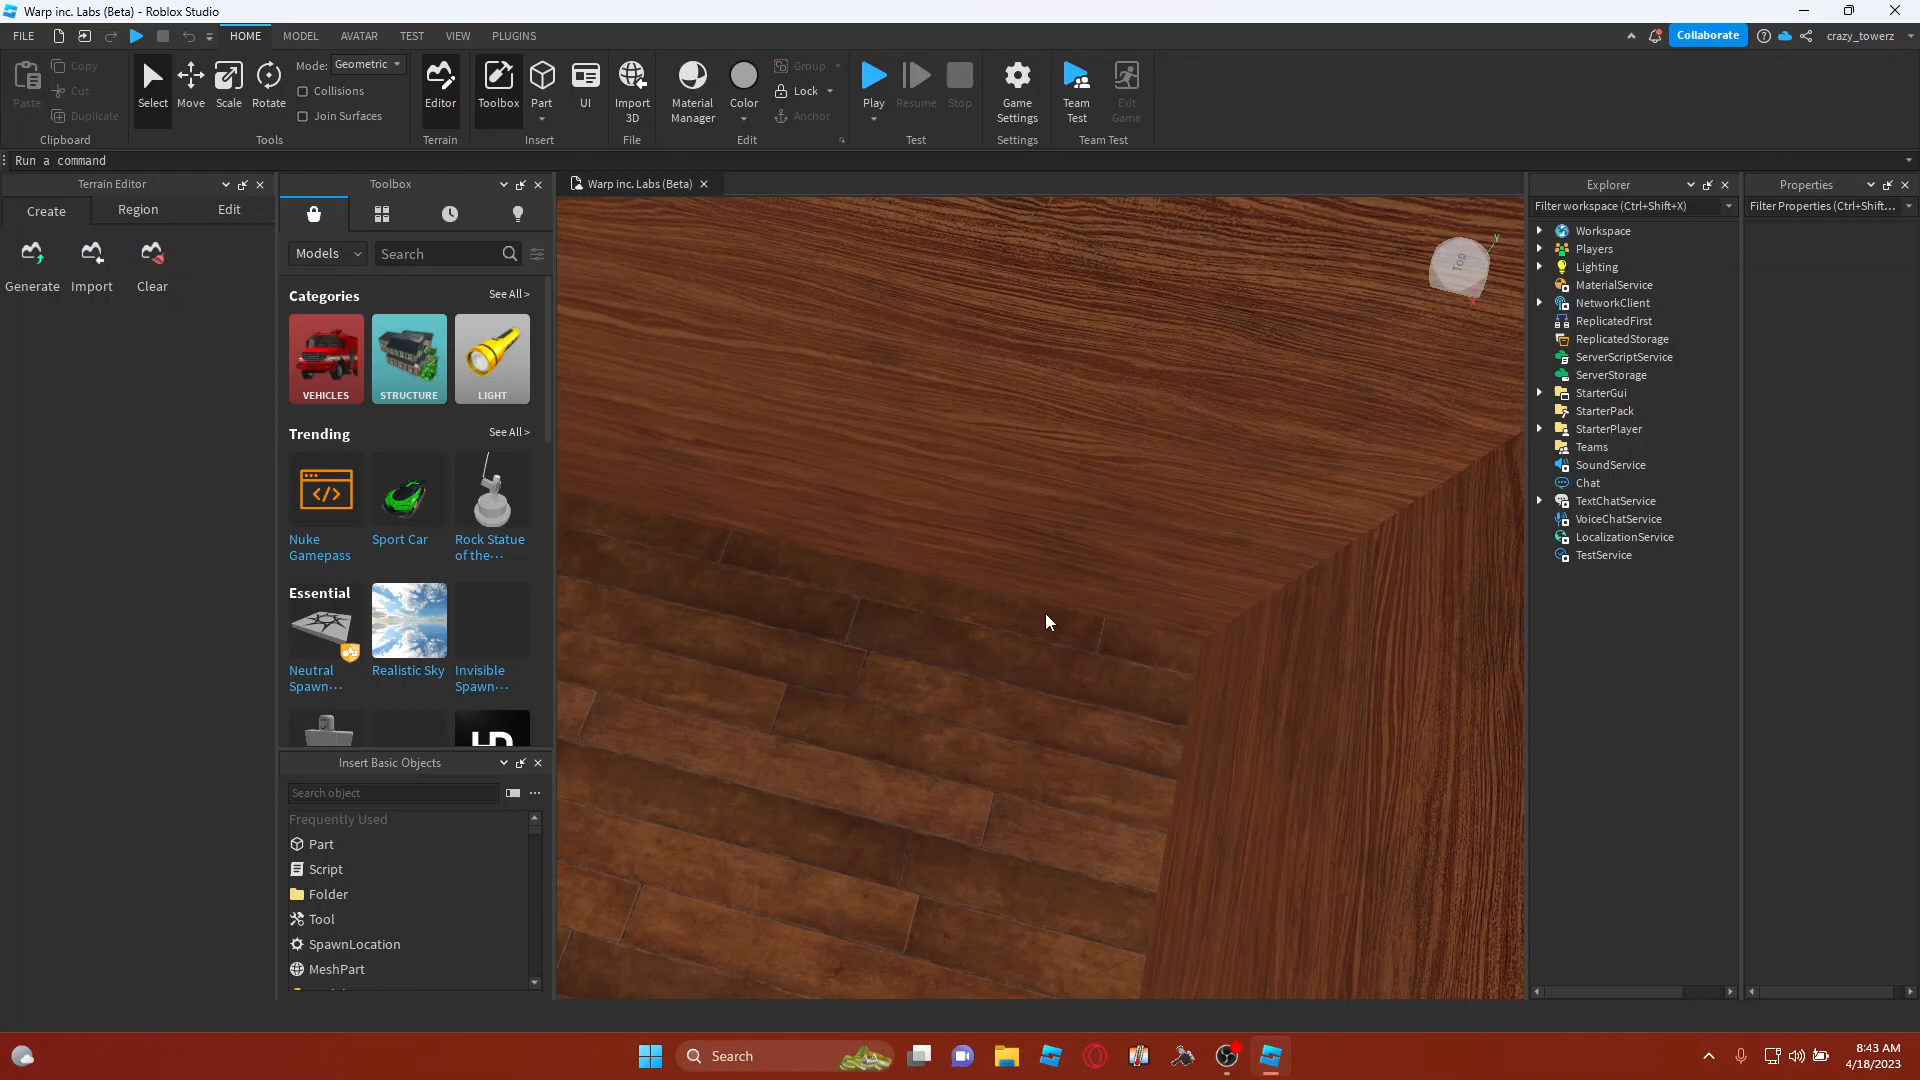 Warp inc. Labs (Beta) - Roblox Studio
FILE
HOME
MODEL
AVATAR
TEST
VIEW
PLUGINS
Collaborate
crazy_towerz
Paste
Copy
Cut
Duplicate
Clipboard
Select
Move
Scale
Rotate
Mode:
Geometric
Collisions
Join Surfaces
Tools
Editor
Terrain
Toolbox
Part
UI
Insert
Import
3D
File
Material
Manager
Color
Group
Lock
Anchor
Edit
Play
Resume
Stop
Test
Game
Settings
Settings
Team
Test
Exit
Game
Team Test
Run a command
Terrain Editor
Create
Region
Edit
Generate
Import
Clear
Toolbox
Models
Search
Categories
See All >
VEHICLES
STRUCTURE
LIGHT
Trending
See All >
Nuke
Gamepass
Sport Car
Rock Statue
of the···
Essential
Neutral
Spawn···
Realistic Sky
Invisible
Spawn···
Insert Basic Objects
Search object
Frequently Used
Part
Script
Folder
Tool
SpawnLocation
MeshPart
Warp inc. Labs (Beta)
Top
y
x
Explorer
Filter workspace (Ctrl+Shift+X)
Workspace
Players
Lighting
MaterialService
NetworkClient
ReplicatedFirst
ReplicatedStorage
ServerScriptService
ServerStorage
StarterGui
StarterPack
StarterPlayer
Teams
SoundService
Chat
TextChatService
VoiceChatService
LocalizationService
TestService
Properties
Filter Properties (Ctrl+Shift...
Search
8:43 AM
4/18/2023